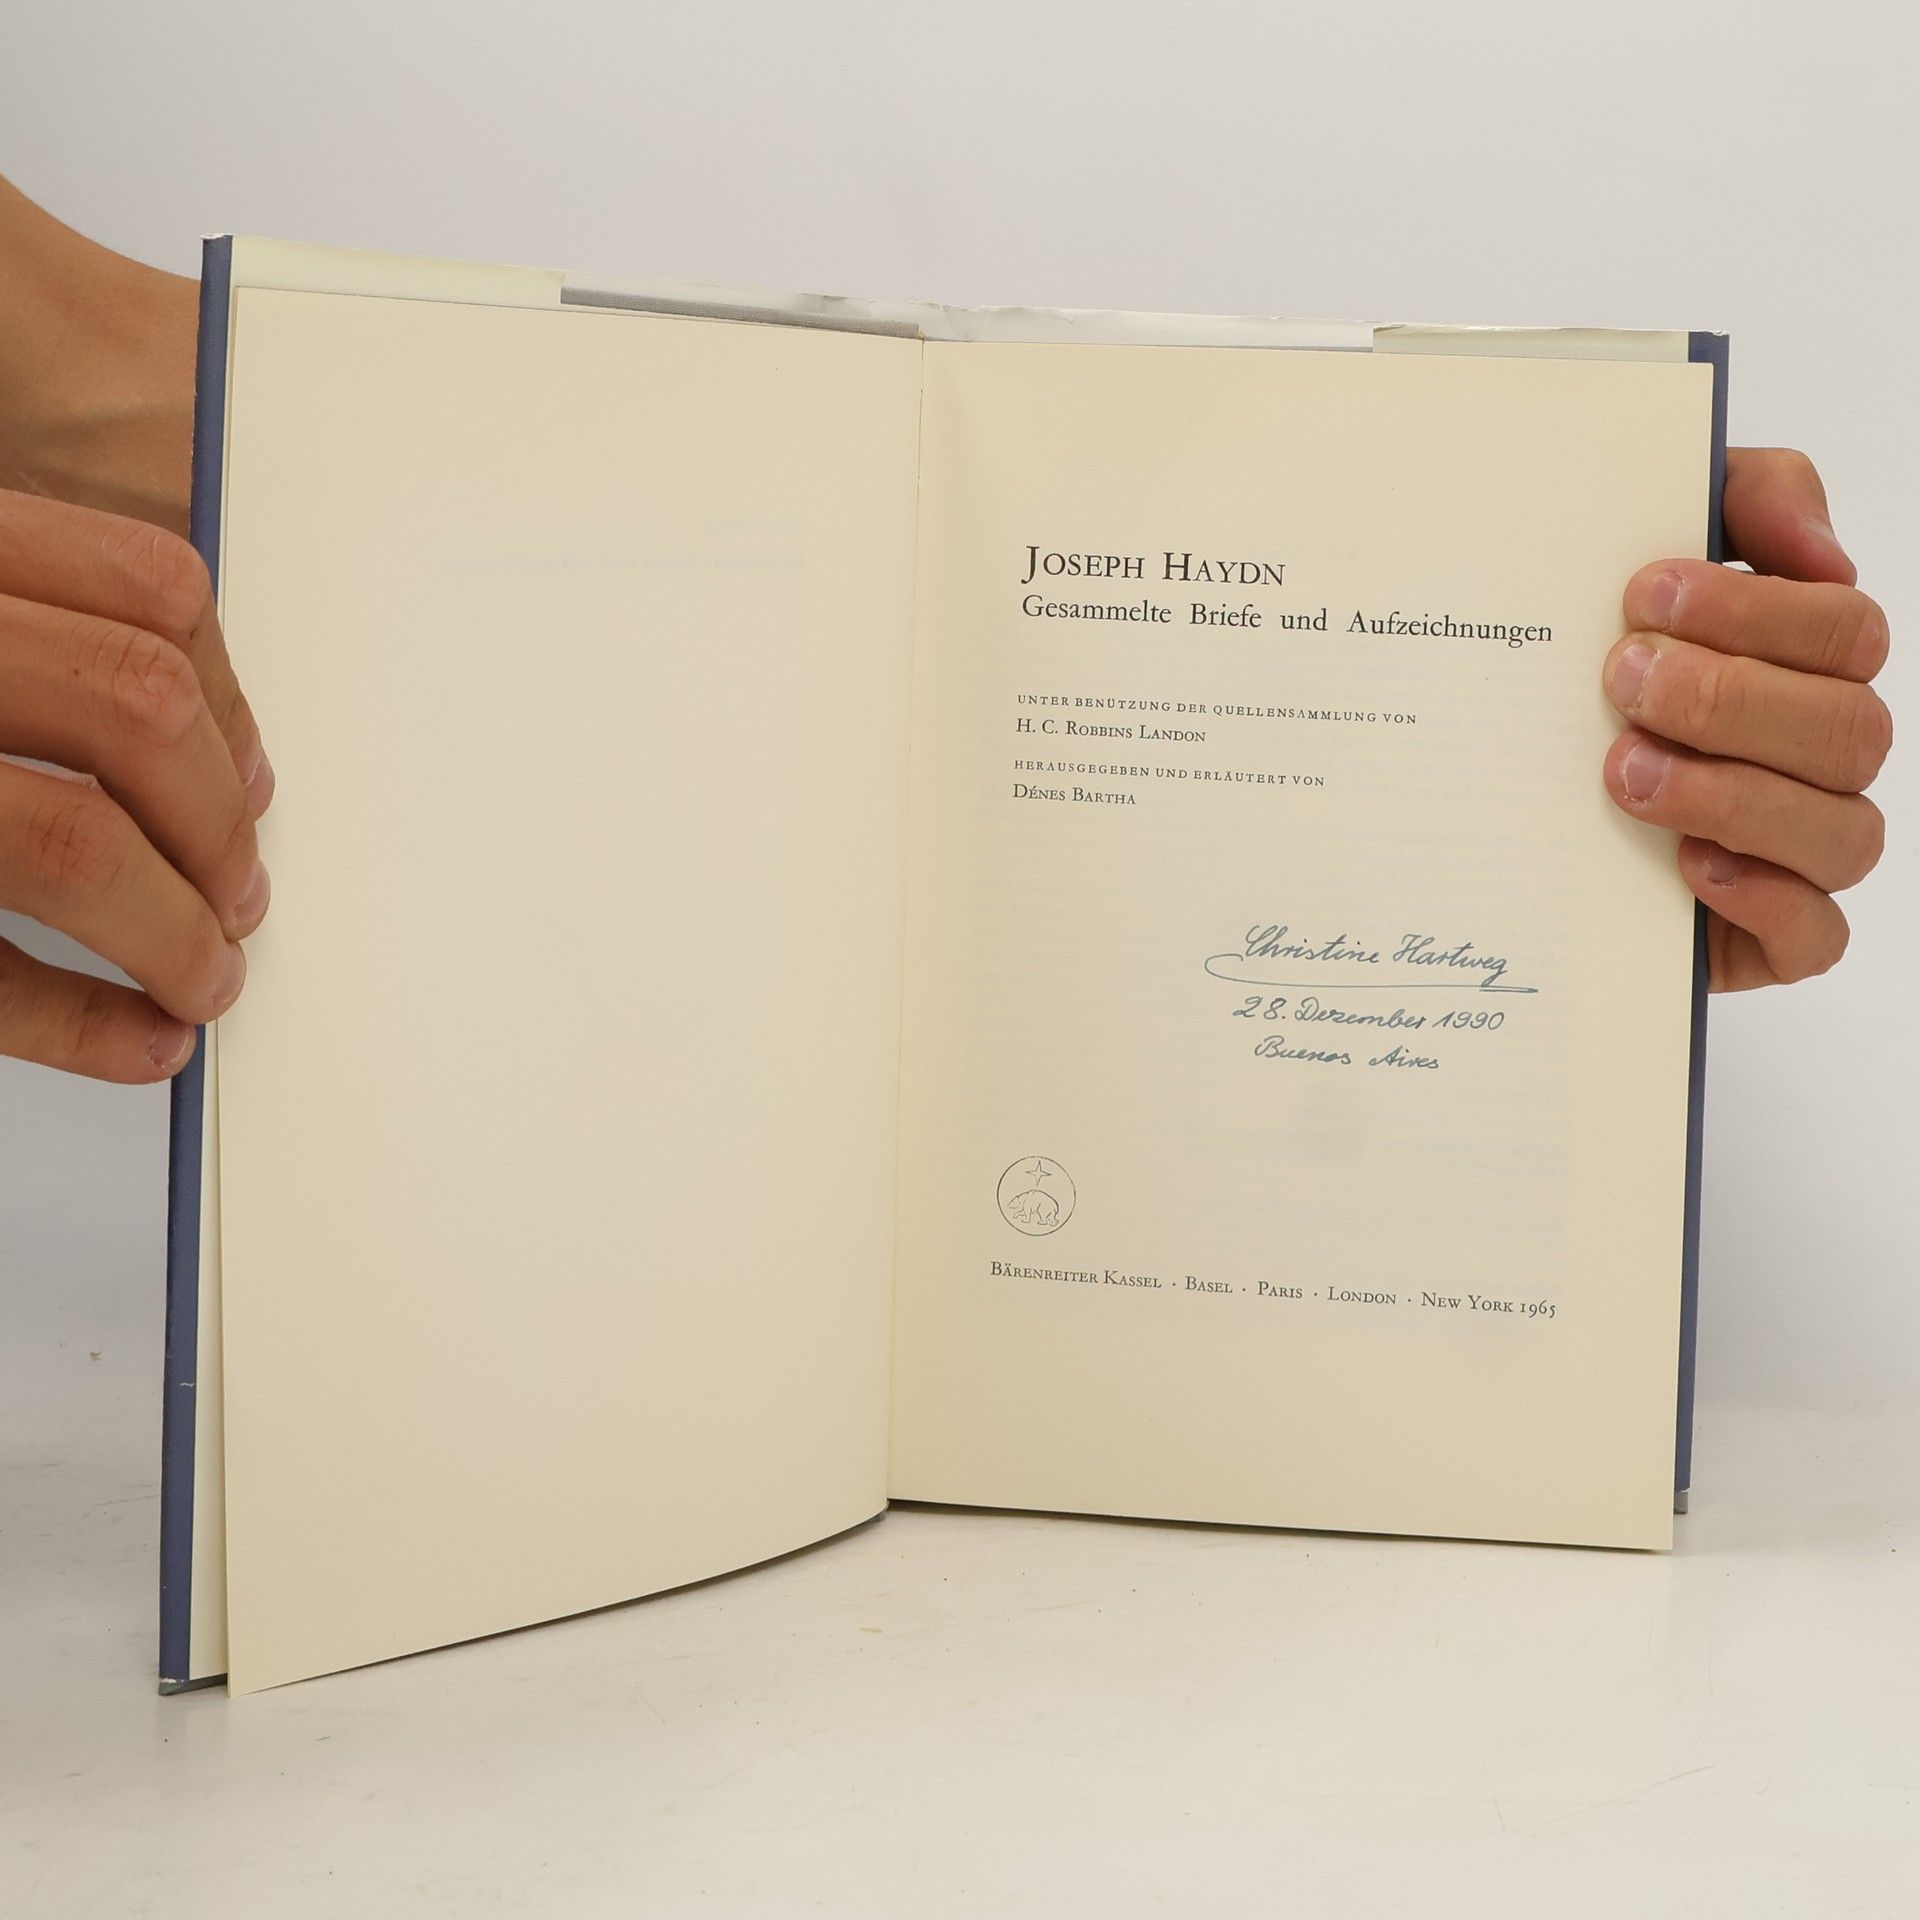 JOSEPH HAYDN
Gesammelte Briefe und Aufzeichnungen
UNTER BENÜTZUNG DER QUELLENSAMMLUNG VON
H. C. ROBBINS LANDON
HERAUSGEGEBEN UND ERLÄUTERT VON
DÉNES BARTHA
Christine Hartweg
28. Dezember 1990
Buenos Aires
BÄRENREITER KASSEL · BASEL · PARIS · LONDON · NEW YORK 1965